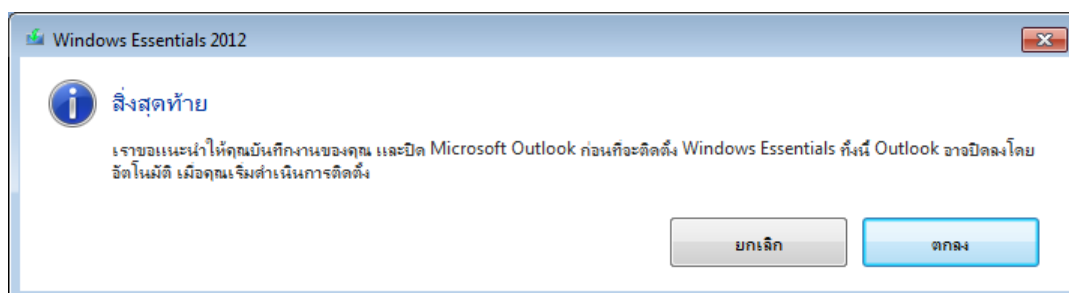 Windows Essentials 2012
สิ่งสุดท้าย
เราขอแนะนำให้คุณบันทึกงานของคุณ และปิด Microsoft Outlook ก่อนที่จะติดตั้ง Windows Essentials ทั้งนี้ Outlook อาจปิดลงโดย
อัตโนมัติ เมื่อคุณเริ่มดำเนินการติดตั้ง
ยกเลิก ตกลง